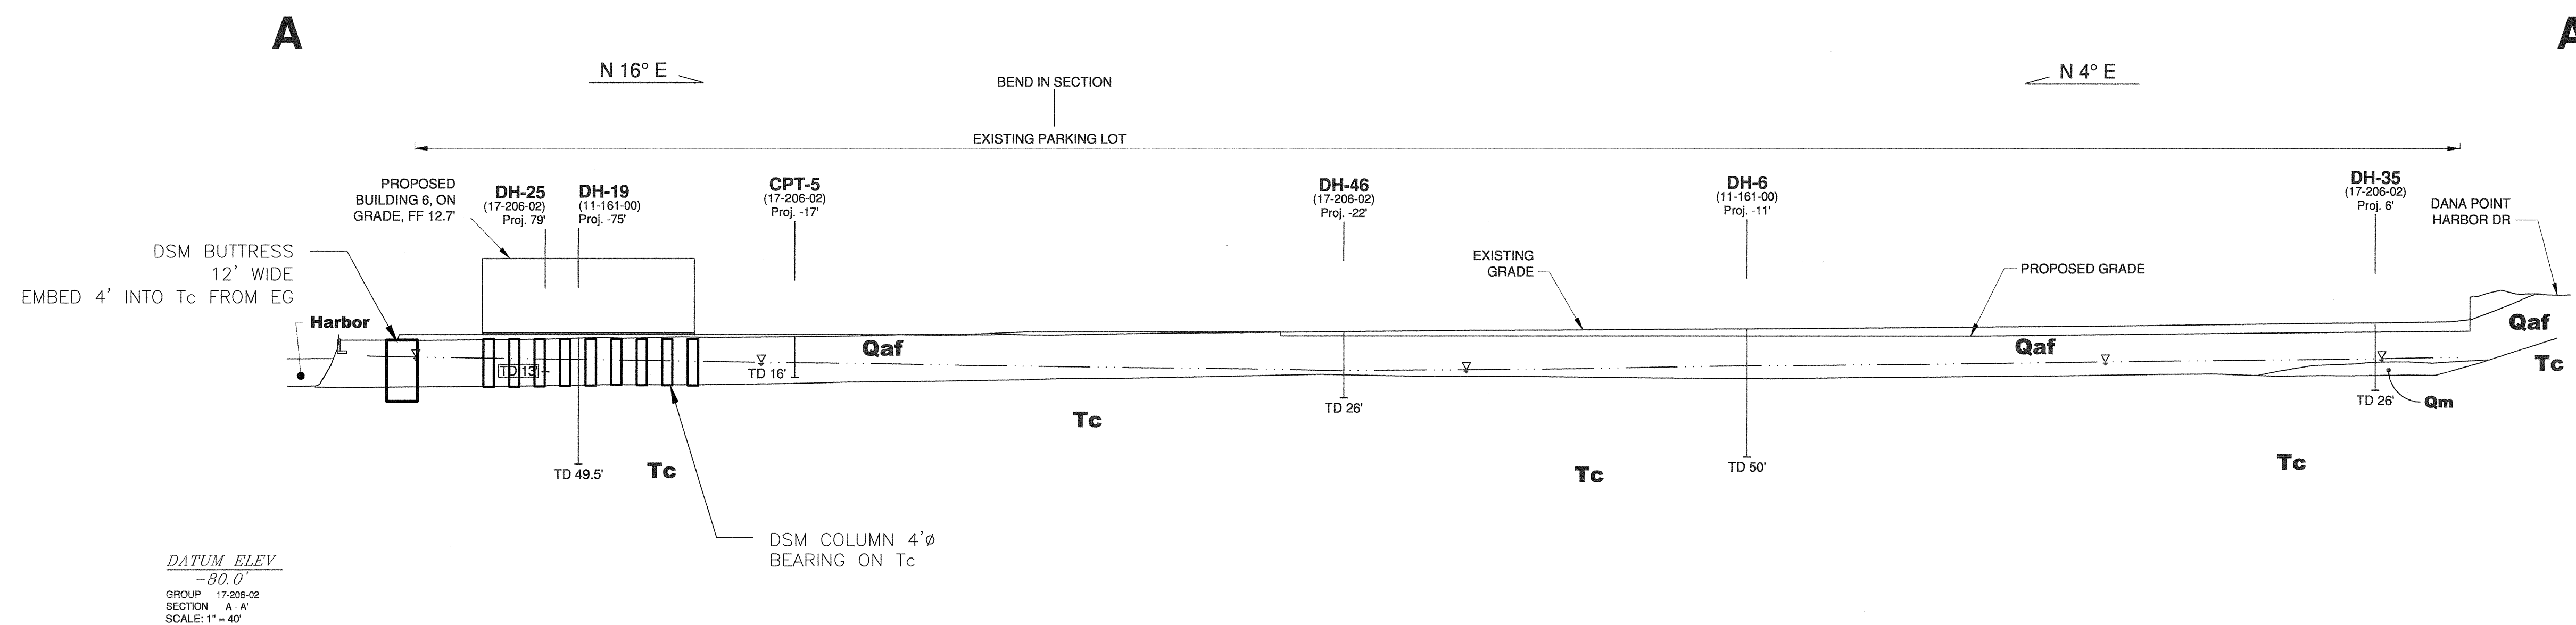 A
A
N 16° E
BEND IN SECTION
N 4° E
EXISTING PARKING LOT
PROPOSED
BUILDING 6, ON
GRADE, FF 12.7'
DH-25
(17-206-02)
Proj. 79'
DH-19
(11-161-00)
Proj. -75'
CPT-5
(17-206-02)
Proj. -17'
DH-46
(17-206-02)
Proj. -22'
DH-6
(11-161-00)
Proj. -11'
DH-35
(17-206-02)
Proj. 6'
DANA POINT
HARBOR DR
DSM BUTTRESS
12' WIDE
EMBED 4' INTO Tc FROM EG
EXISTING
GRADE
PROPOSED GRADE
Harbor
Qaf
Qaf
Qaf
Tc
TD 13'
TD 16'
TD 26'
TD 26'
Qm
Tc
TD 49.5'
Tc
TD 50'
Tc
Tc
DSM COLUMN 4'ø
BEARING ON Tc
DATUM ELEV
-80.0'
GROUP 17-206-02
SECTION A - A'
SCALE: 1" = 40'